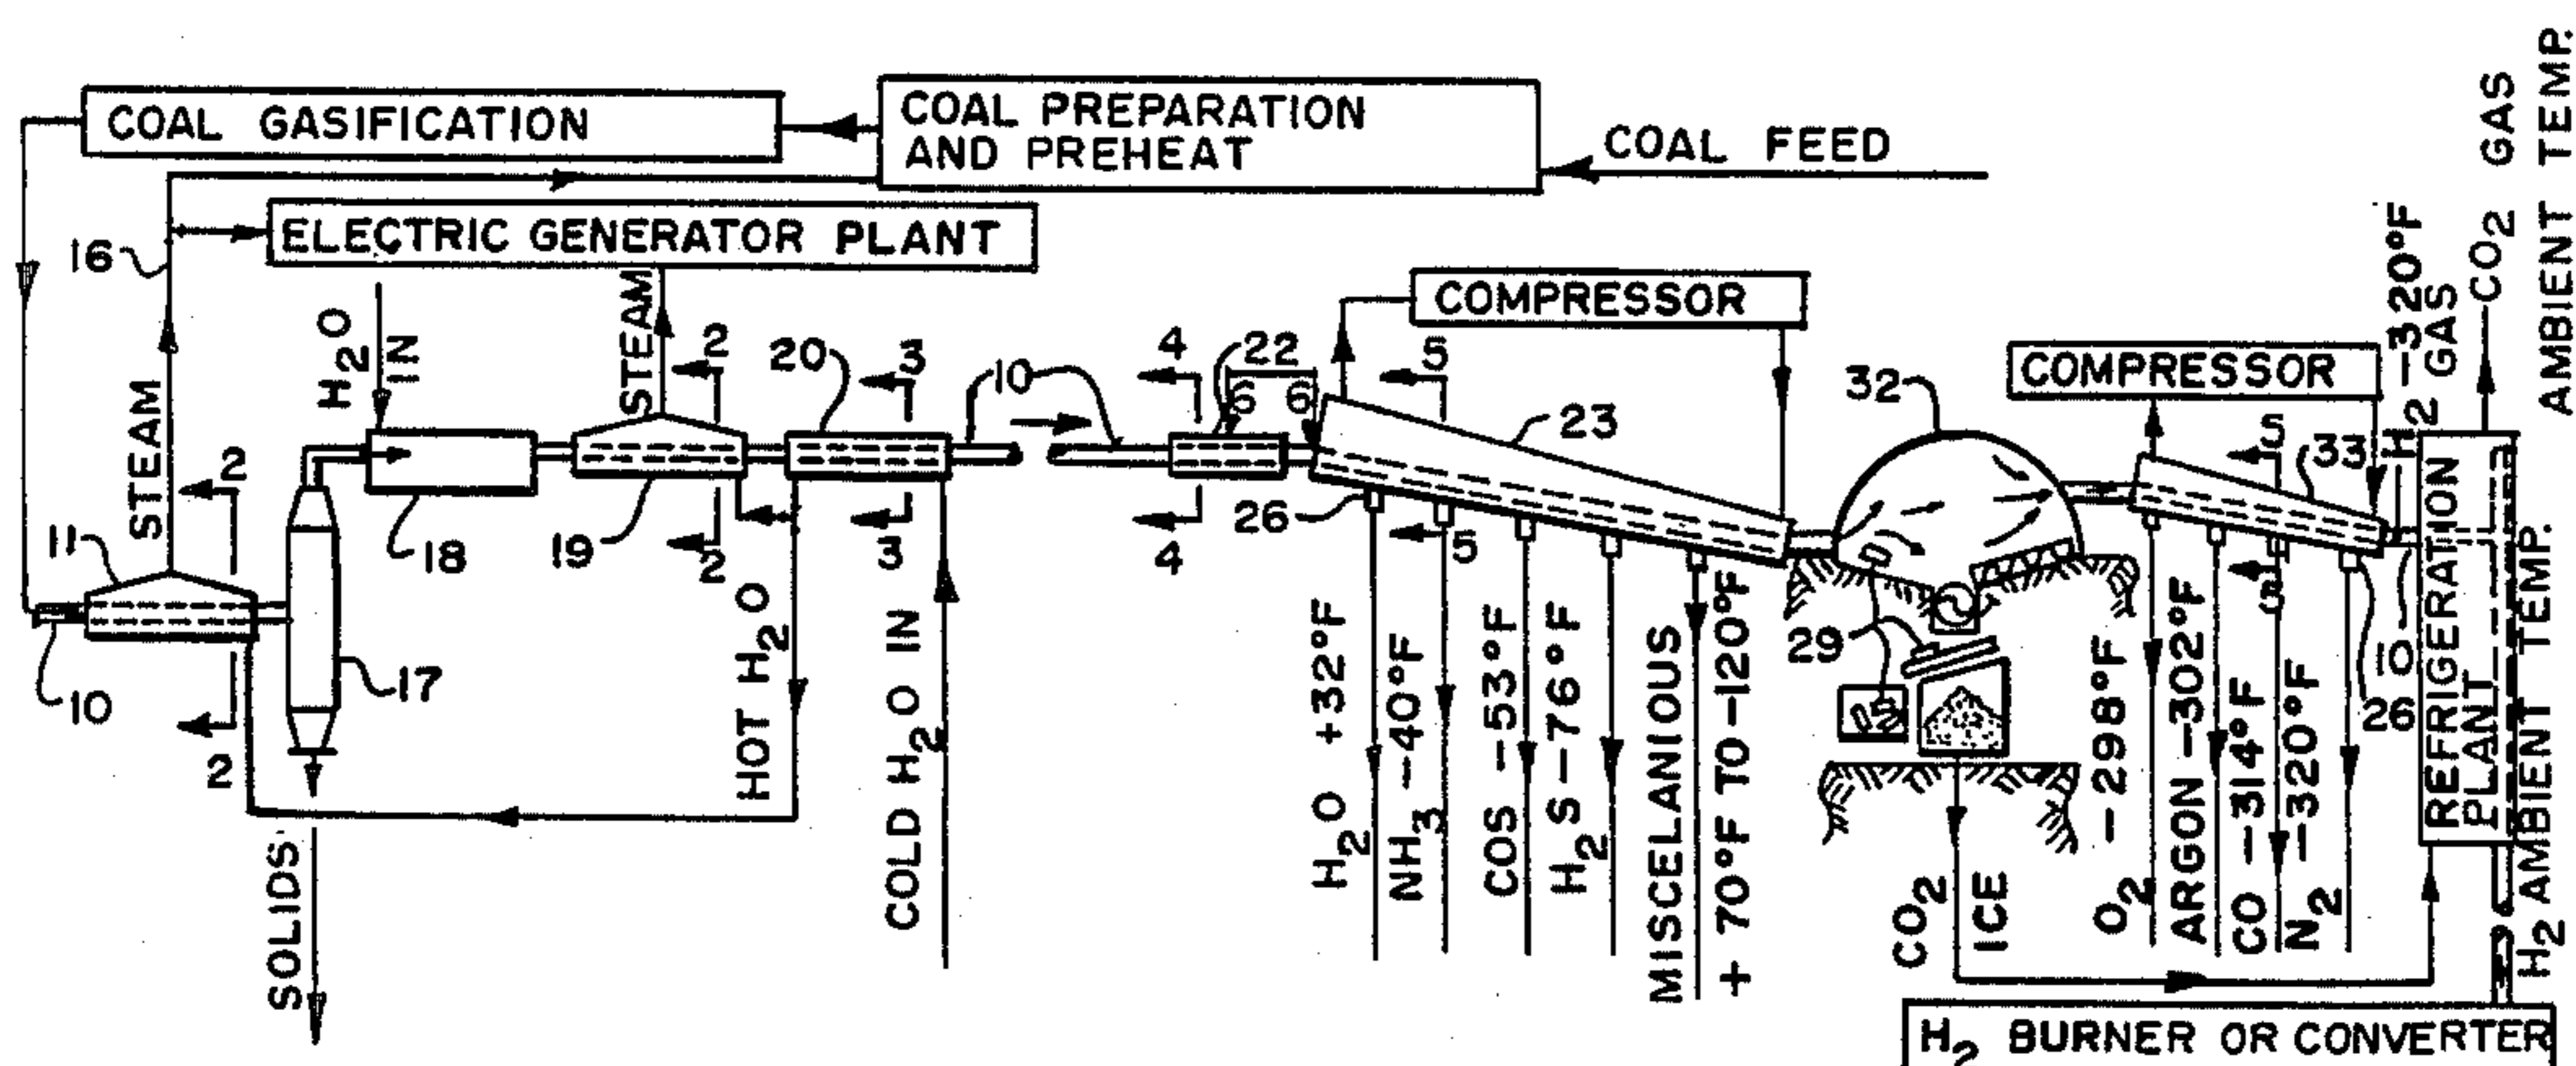 COAL GASIFICATION
COAL PREPARATION
AND PREHEAT
COAL FEED
ELECTRIC GENERATOR PLANT
16
STEAM
H2O
IN
STEAM
2
2
20
3
3
10
4
4
22
6
6
COMPRESSOR
5
5
23
32
COMPRESSOR
5
5
33
H2 GAS
-320°F
CO2 GAS
AMBIENT TEMP.
11
10
2
2
17
18
19
HOT H2O
COLD H2O IN
SOLIDS
26
H2O +32°F
NH3 -40°F
COS -53°F
H2S -76°F
MISCELANIOUS
+70°F TO -120°F
29
CO2
ICE
O2 -298°F
ARGON -302°F
CO -314°F
N2 -320°F
26
10
REFRIGERATION
PLANT
H2 AMBIENT TEMP.
H2 BURNER OR CONVERTER